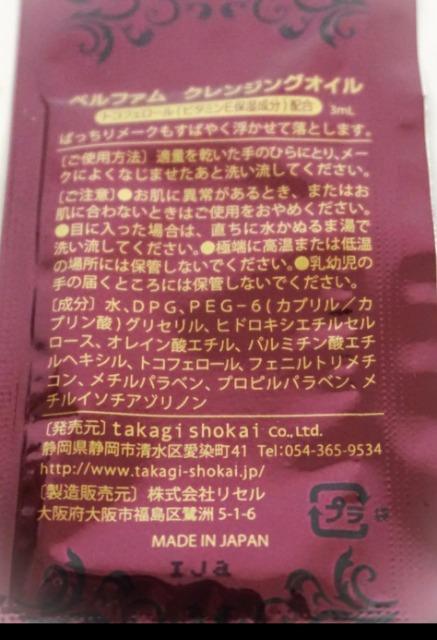 ベルファム クレンジングオイル
トコフェロール(ビタミンE保湿成分)配合 3mL
ばっちりメークもすばやく浮かせて落とします。
〔ご使用方法〕適量を乾いた手のひらにとり、メー
クによくなじませたあと洗い流してください。
〔ご注意〕●お肌に異常があるとき、またはお
肌に合わないときはご使用をおやめください。
●目に入った場合は、直ちに水かぬるま湯で
洗い流してください。●極端に高温または低温
の場所には保管しないでください。●乳幼児の
手の届くところには保管しないでください。
〔成分〕水、DPG、PEG-6(カプリル/カ
プリン酸)グリセリル、ヒドロキシエチルセル
ロース、オレイン酸エチル、パルミチン酸エチ
ルヘキシル、トコフェロール、フェニルトリメチ
コン、メチルパラベン、プロピルパラベン、メ
チルイソチアゾリノン
〔発売元〕takagi shokai Co., Ltd.
静岡県静岡市清水区愛染町41 Tel:054-365-9534
http://www.takagi-shokai.jp/
〔製造販売元〕株式会社リセル
大阪府大阪市福島区鷺洲 5-1-6
プラ 袋
MADE IN JAPAN